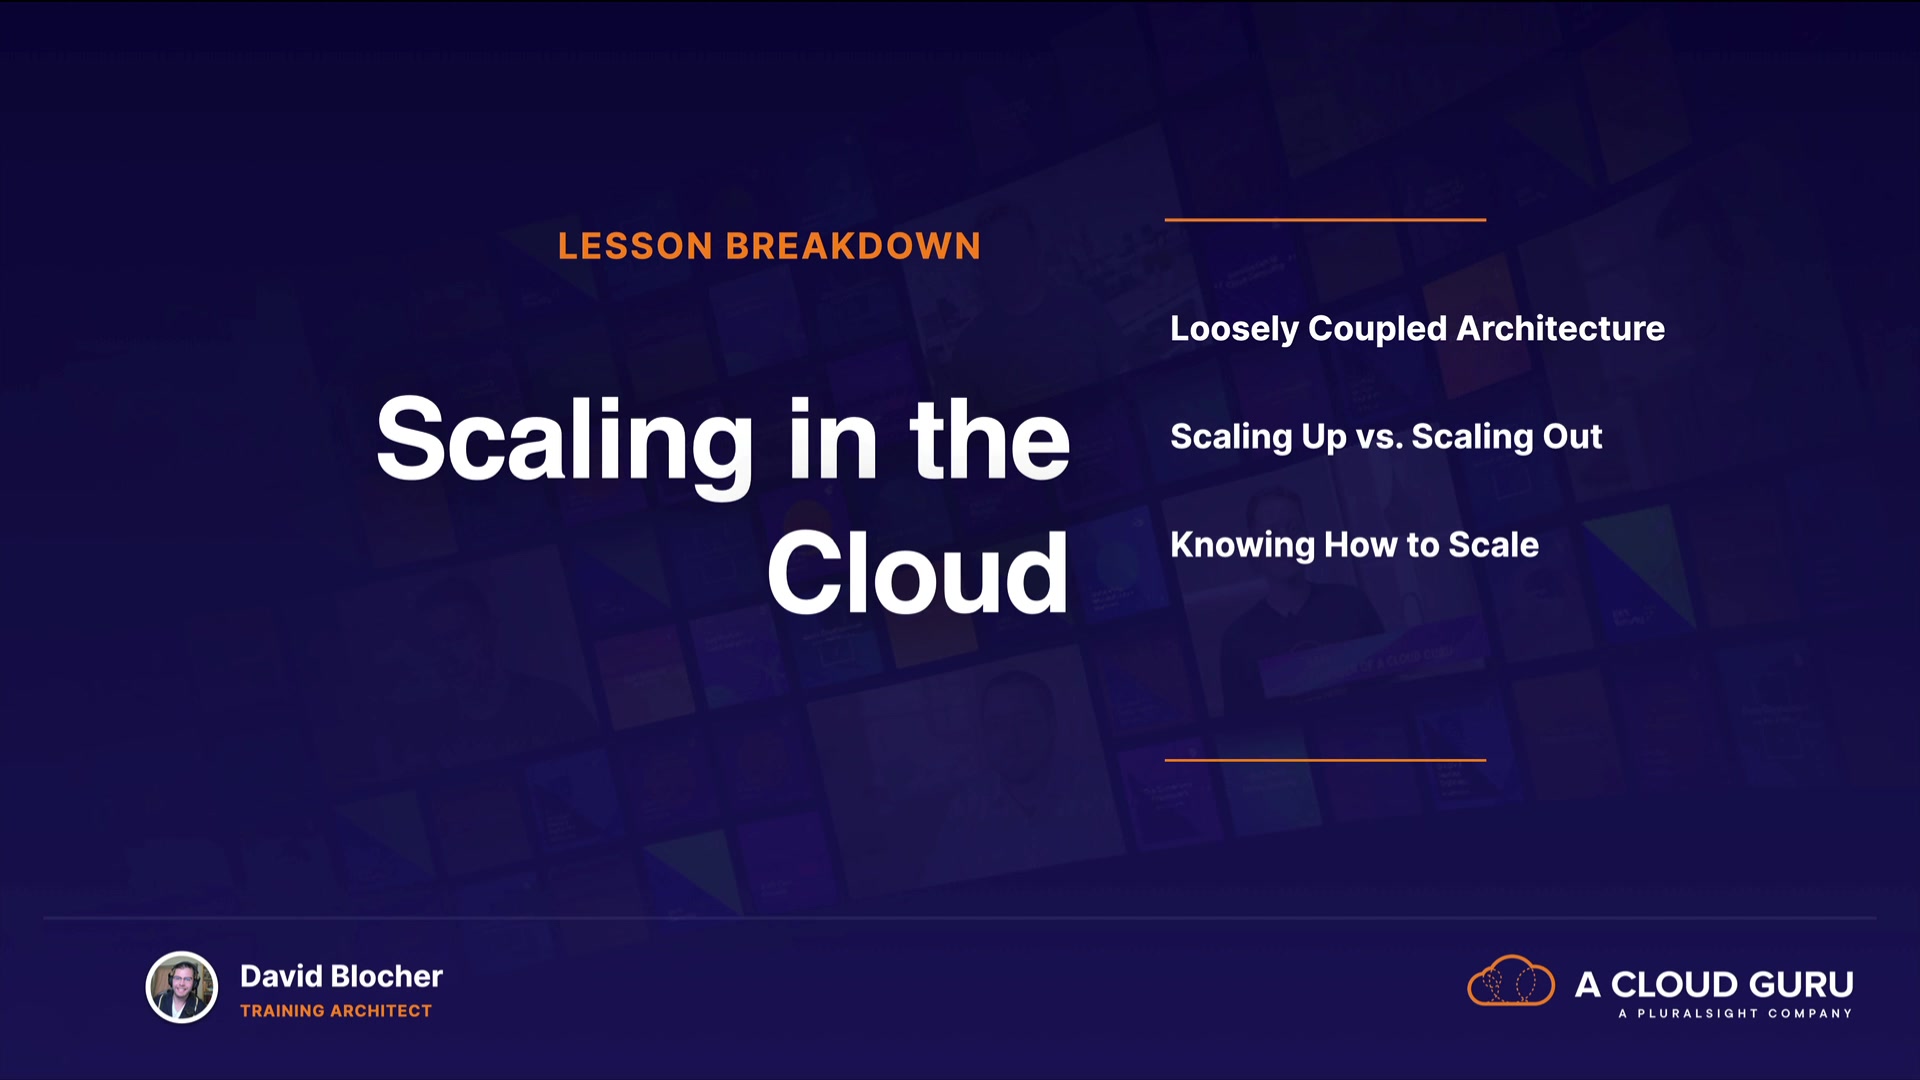 LESSON BREAKDOWN
Scaling in the
Cloud
Loosely Coupled Architecture
Scaling Up vs. Scaling Out
Knowing How to Scale
David Blocher
TRAINING ARCHITECT
A CLOUD GURU
A PLURALSIGHT COMPANY